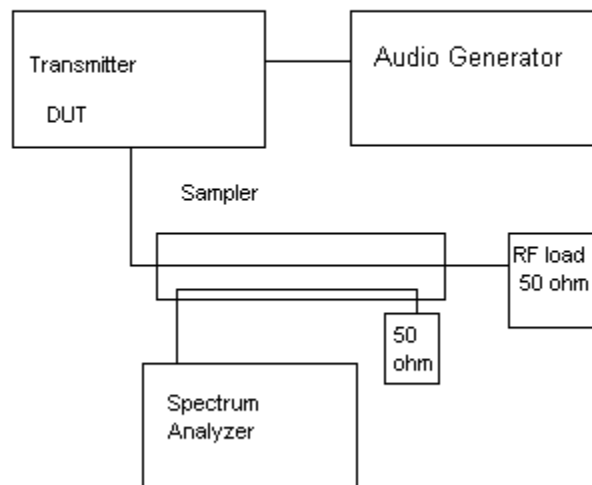 Transmitter
DUT
Audio Generator
Sampler
RF load
50 ohm
50
ohm
Spectrum
Analyzer